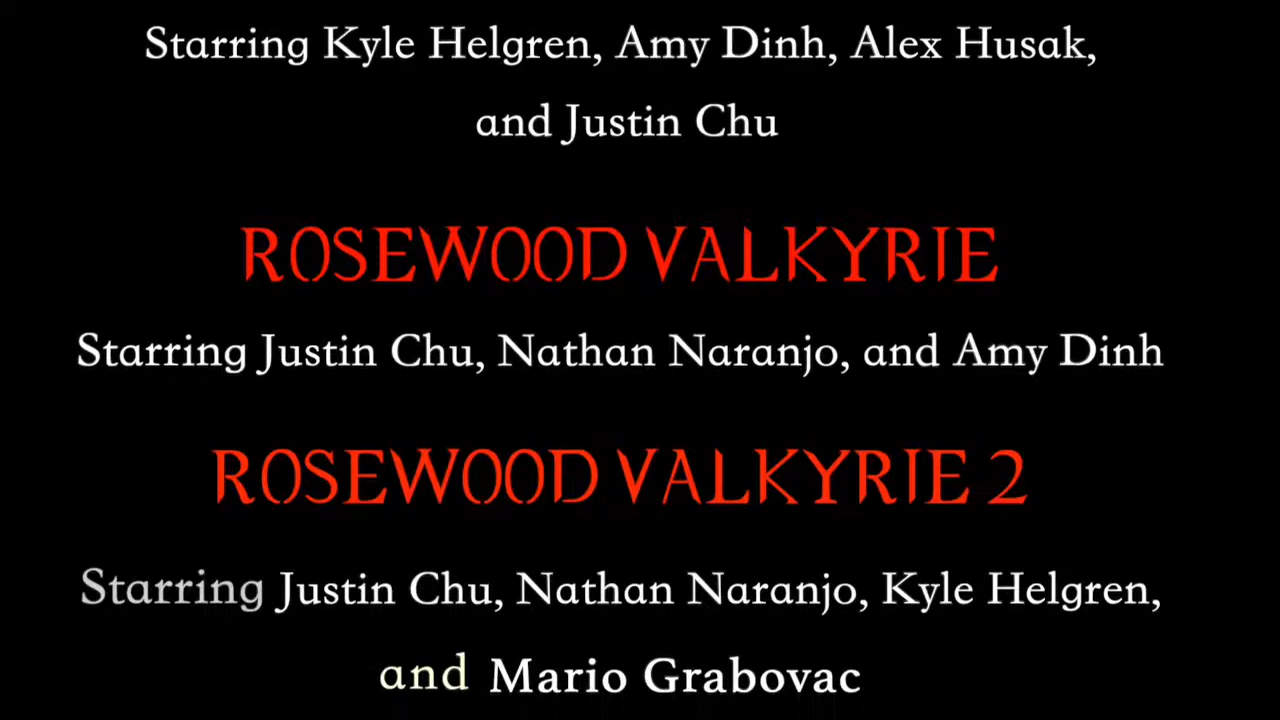 Starring Kyle Helgren, Amy Dinh, Alex Husak,
and Justin Chu
ROSEWOOD VALKYRIE
Starring Justin Chu, Nathan Naranjo, and Amy Dinh
ROSEWOOD VALKYRIE 2
Starring Justin Chu, Nathan Naranjo, Kyle Helgren,
and Mario Grabovac